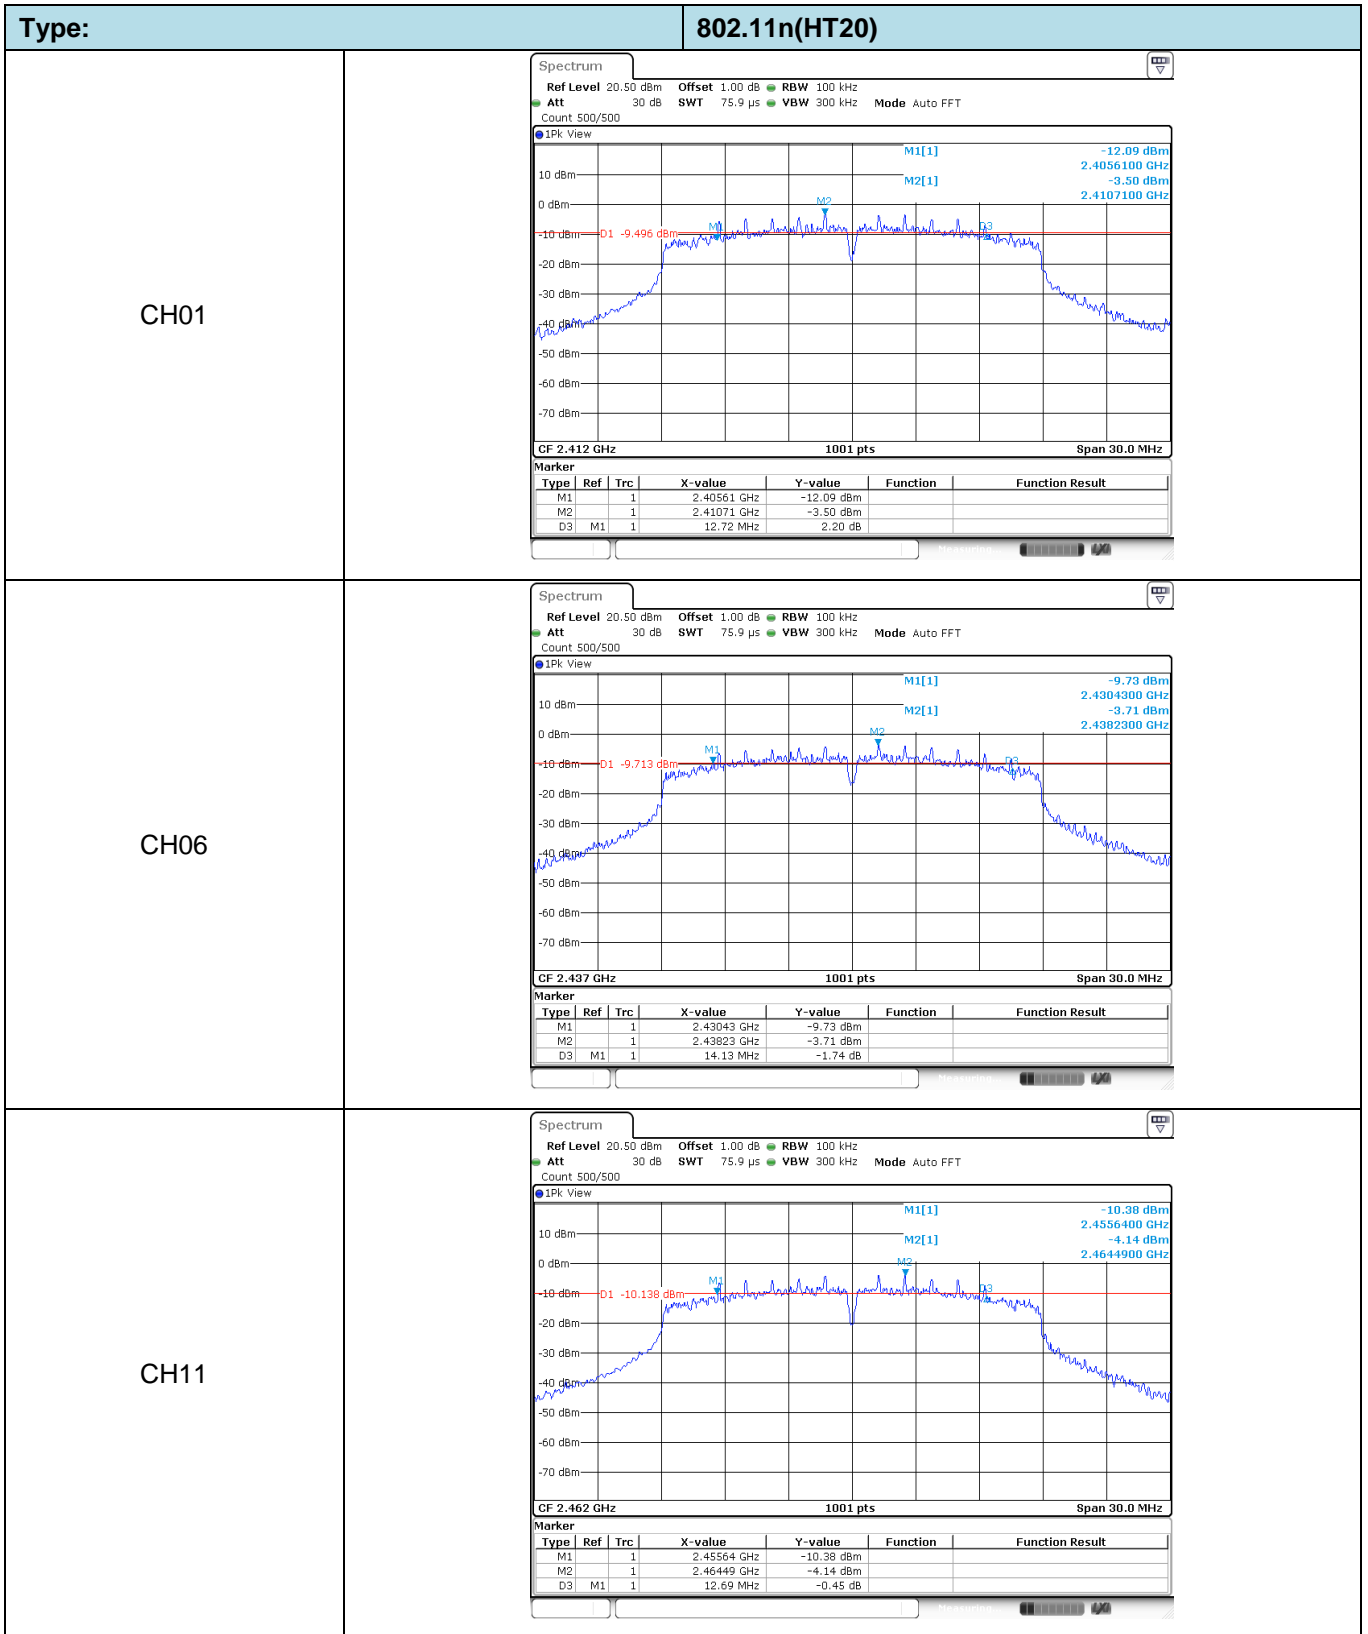 Type: 802.11n(HT20)
CH01
Spectrum
Ref Level 20.50 dBm Offset 1.00 dB RBW 100 kHz
Att 30 dB SWT 75.9 µs VBW 300 kHz Mode Auto FFT
Count 500/500
1Pk View
M1[1] -12.09 dBm
2.4056100 GHz
M2[1] -3.50 dBm
2.4107100 GHz
10 dBm
0 dBm
M2
M1
D3
-10 dBm
D1 -9.496 dBm
-20 dBm
-30 dBm
-40 dBm
-50 dBm
-60 dBm
-70 dBm
CF 2.412 GHz 1001 pts Span 30.0 MHz
Marker
Type Ref Trc X-value Y-value Function Function Result
M1 1 2.40561 GHz -12.09 dBm
M2 1 2.41071 GHz -3.50 dBm
D3 M1 1 12.72 MHz 2.20 dB
Measuring...
CH06
Spectrum
Ref Level 20.50 dBm Offset 1.00 dB RBW 100 kHz
Att 30 dB SWT 75.9 µs VBW 300 kHz Mode Auto FFT
Count 500/500
1Pk View
M1[1] -9.73 dBm
2.4304300 GHz
M2[1] -3.71 dBm
2.4382300 GHz
10 dBm
0 dBm
M2
M1
D3
-10 dBm
D1 -9.713 dBm
-20 dBm
-30 dBm
-40 dBm
-50 dBm
-60 dBm
-70 dBm
CF 2.437 GHz 1001 pts Span 30.0 MHz
Marker
Type Ref Trc X-value Y-value Function Function Result
M1 1 2.43043 GHz -9.73 dBm
M2 1 2.43823 GHz -3.71 dBm
D3 M1 1 14.13 MHz -1.74 dB
Measuring...
CH11
Spectrum
Ref Level 20.50 dBm Offset 1.00 dB RBW 100 kHz
Att 30 dB SWT 75.9 µs VBW 300 kHz Mode Auto FFT
Count 500/500
1Pk View
M1[1] -10.38 dBm
2.4556400 GHz
M2[1] -4.14 dBm
2.4644900 GHz
10 dBm
0 dBm
M2
M1
D3
-10 dBm
D1 -10.138 dBm
-20 dBm
-30 dBm
-40 dBm
-50 dBm
-60 dBm
-70 dBm
CF 2.462 GHz 1001 pts Span 30.0 MHz
Marker
Type Ref Trc X-value Y-value Function Function Result
M1 1 2.45564 GHz -10.38 dBm
M2 1 2.46449 GHz -4.14 dBm
D3 M1 1 12.69 MHz -0.45 dB
Measuring...